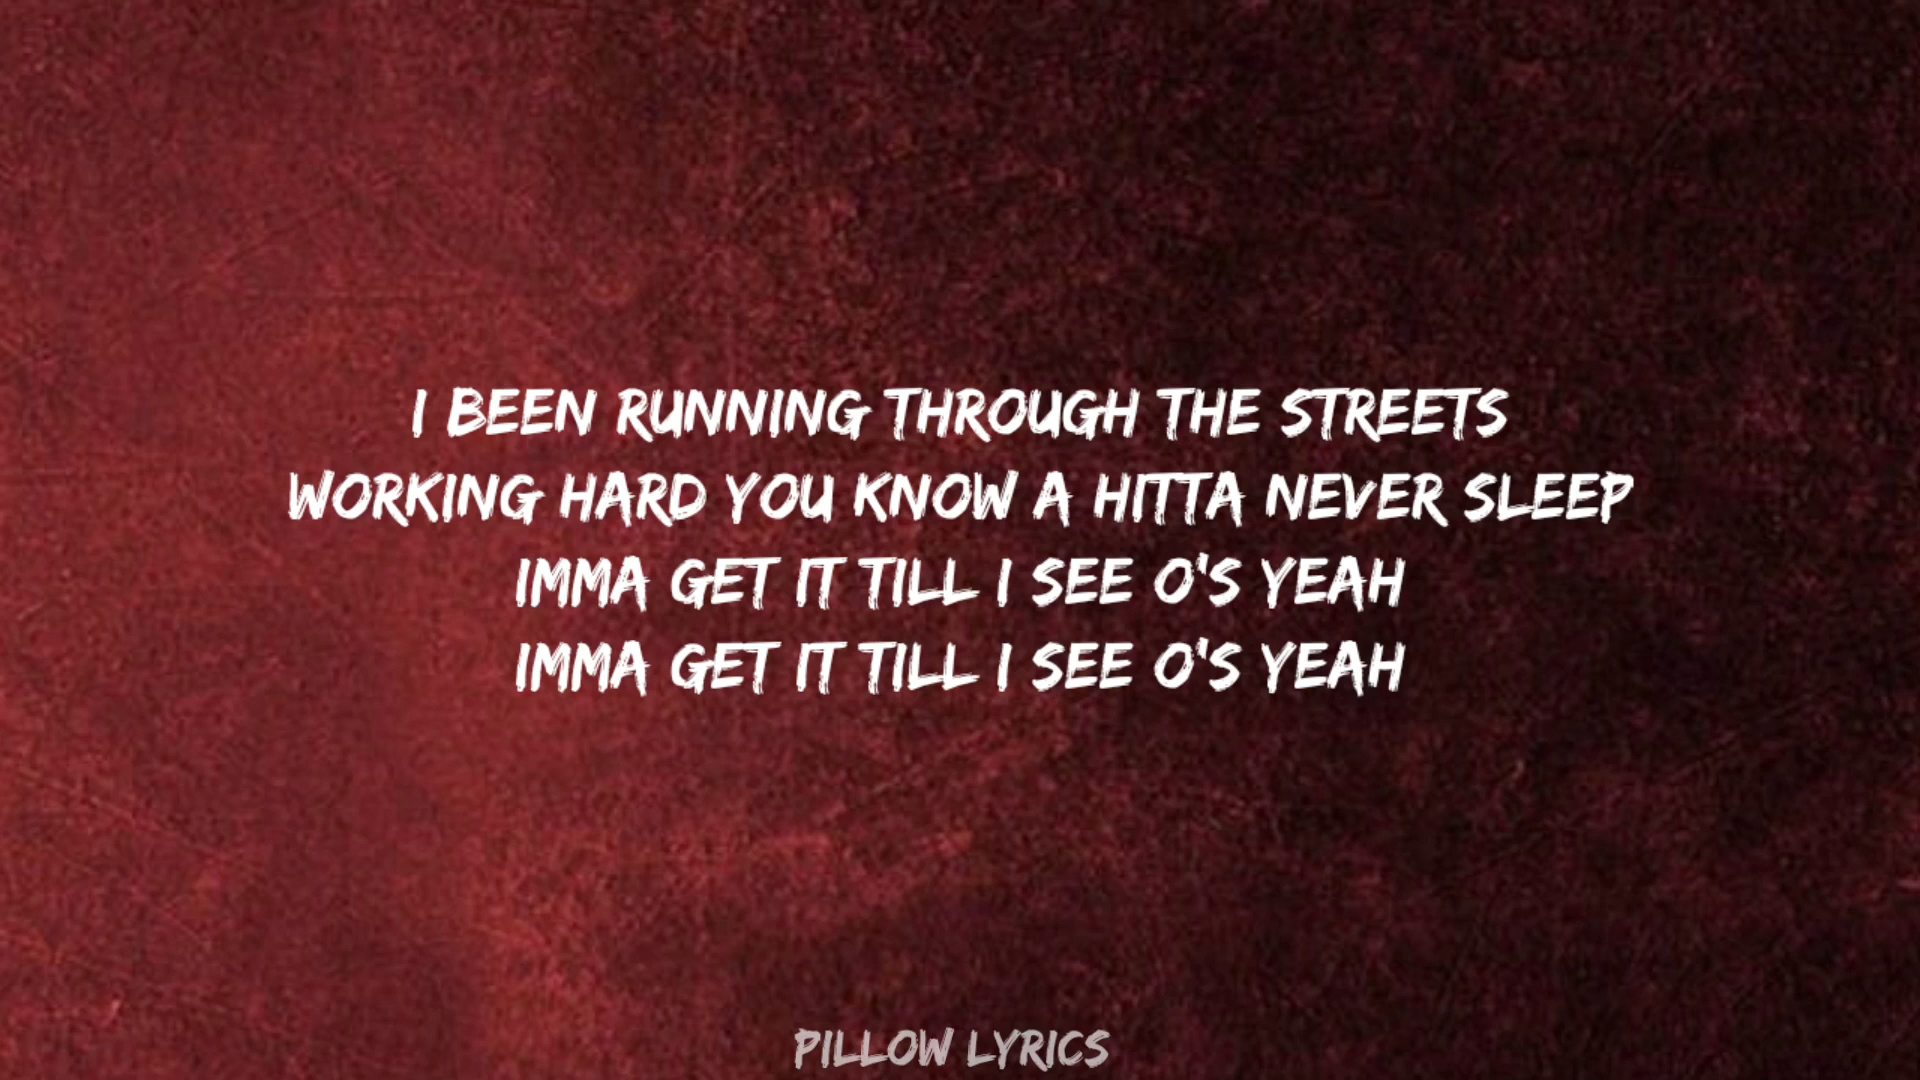 I BEEN RUNNING THROUGH THE STREETS
WORKING HARD YOU KNOW A HITTA NEVER SLEEP
IMMA GET IT TILL I SEE O'S YEAH
IMMA GET IT TILL I SEE O'S YEAH
PILLOW LYRICS